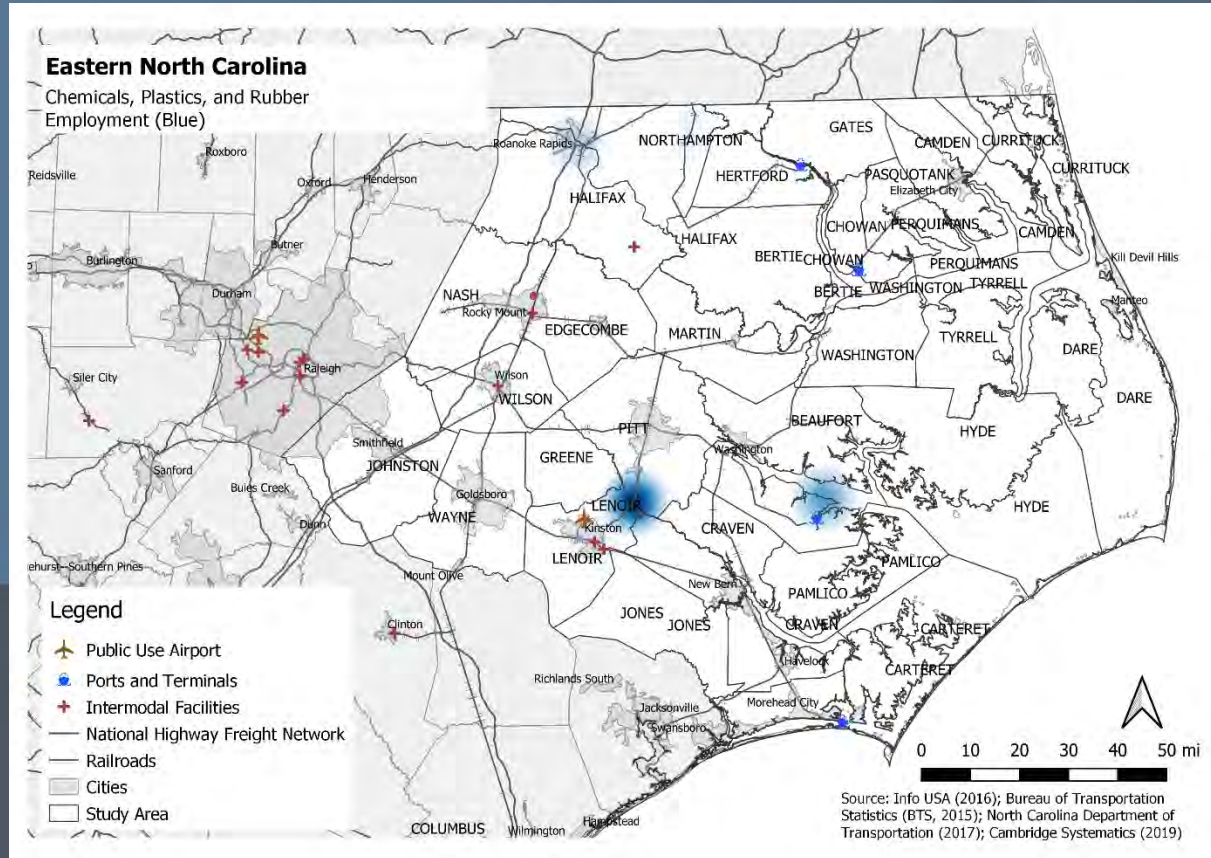 Eastern North Carolina
Chemicals, Plastics, and Rubber
Employment (Blue)
Roxboro
Reidsville
Oxford
Henderson
Roanoke Rapids
NORTHAMPTON
GATES
CAMDEN
CURRITUCK
CURRITUCK
HERTFORD
PASQUOTANK
Elizabeth City
HALIFAX
CHOWAN
PERQUIMANS
CAMDEN
Butner
HALIFAX
Burlington
BERTIE
CHOWAN
PERQUIMANS
Kill Devil Hills
Durham
NASH
BERTIE
WASHINGTON
TYRRELL
Manteo
Rocky Mount
EDGECOMBE
MARTIN
TYRRELL
DARE
WASHINGTON
Raleigh
Siler City
Wilson
WILSON
DARE
PITT
BEAUFORT
HYDE
Smithfield
Washington
JOHNSTON
GREENE
Sanford
Buies Creek
Goldsboro
LENOIR
HYDE
WAYNE
Kinston
CRAVEN
Dunn
LENOIR
PAMLICO
ehurst--Southern Pines
Mount Olive
New Bern
PAMLICO
JONES
JONES
CRAVEN
CARTERET
Clinton
Havelock
CARTERET
Richlands South
Morehead City
Jacksonville
Swansboro
Hampstead
COLUMBUS
Wilmington
Legend
Public Use Airport
Ports and Terminals
Intermodal Facilities
National Highway Freight Network
Railroads
Cities
Study Area
0 10 20 30 40 50 mi
Source: Info USA (2016); Bureau of Transportation
Statistics (BTS, 2015); North Carolina Department of
Transportation (2017); Cambridge Systematics (2019)